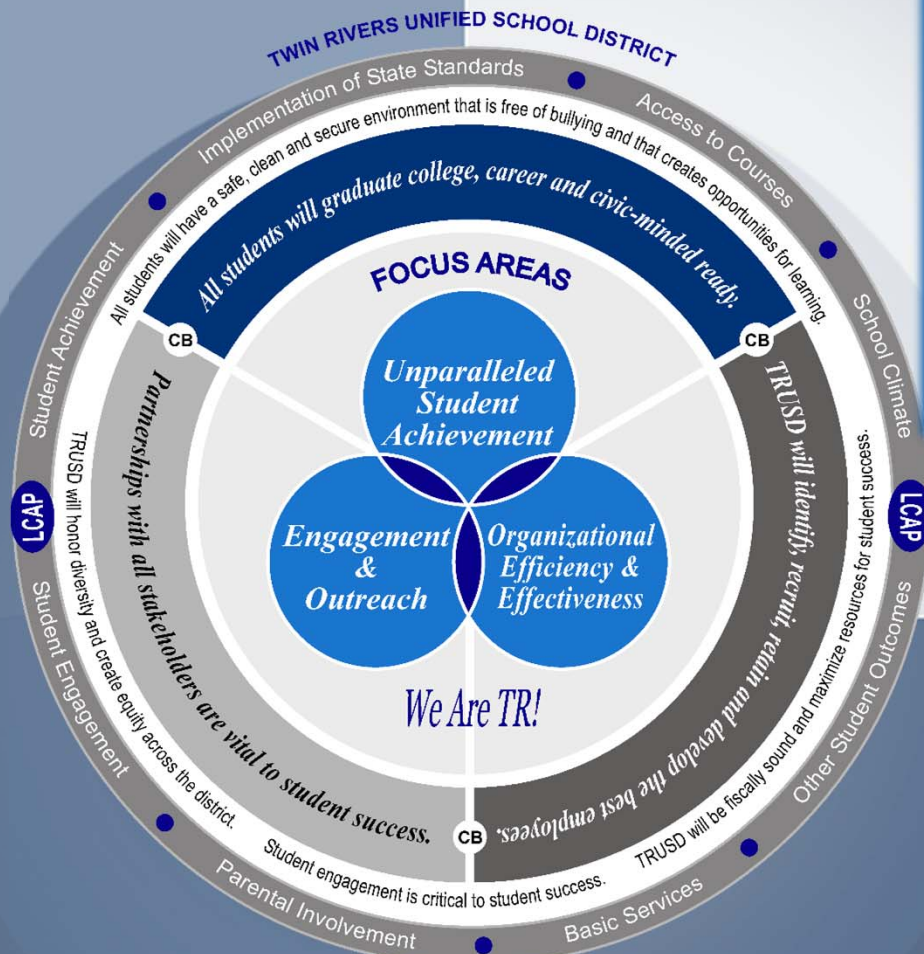 TWIN RIVERS UNIFIED SCHOOL DISTRICT
Implementation of State Standards
Access to Courses
School Climate
LCAP
Other Student Outcomes
Basic Services
Parental Involvement
Student Engagement
LCAP
Student Achievement
All students will have a safe, clean and secure environment that is free of bullying and that creates opportunities for learning.
TRUSD will be fiscally sound and maximize resources for student success.
Student engagement is critical to student success.
TRUSD will honor diversity and create equity across the district.
All students will graduate college, career and civic-minded ready.
CB
TRUSD will identify, recruit, retain and develop the best employees.
CB
Partnerships with all stakeholders are vital to student success.
CB
FOCUS AREAS
Unparalleled
Student
Achievement
Engagement
&
Outreach
Organizational
Efficiency &
Effectiveness
We Are TR!